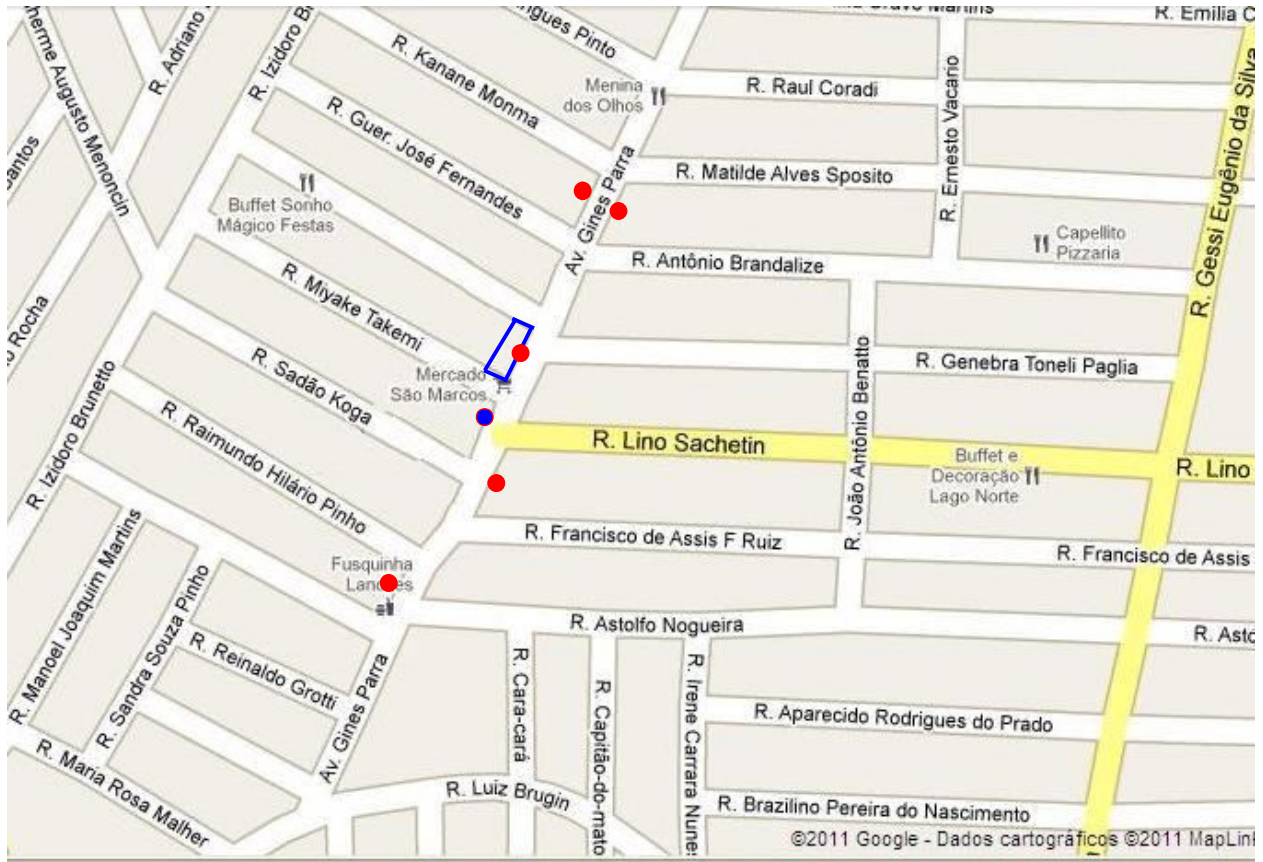 R. Emilia C
R. Adriano
R. Izidoro B
ngues Pinto
R. Kanane Monma
Menina
dos Olhos
R. Raul Coradi
R. Ernesto Vacario
R. Gessi Eugênio da Silva
herme Augusto Menoncin
R. Guer. José Fernandes
Av. Gines Parra
R. Matilde Alves Sposito
antos
Buffet Sonho
Mágico Festas
Capellito
Pizzaria
R. Antônio Brandalize
R. Miyake Takemi
o Rocha
R. Genebra Toneli Paglia
R. João Antônio Benatto
Mercado
São Marcos
R. Sadão Koga
R. Izidoro Brunetto
R. Raimundo Hilário Pinho
R. Lino Sachetin
Buffet e
Decoração
Lago Norte
R. Lino
R. Francisco de Assis F Ruiz
R. Francisco de Assis
Fusquinha
R. Manoel Joaquim Martins
R. Sandra Souza Pinho
R. Astolfo Nogueira
R. Asto
R. Reinaldo Grotti
Av. Gines Parra
R. Cara-cará
R. Capitão-do-mato
R. Irene Carrara Nunes
R. Aparecido Rodrigues do Prado
R. Maria Rosa Malher
R. Luiz Brugin
R. Brazilino Pereira do Nascimento
©2011 Google - Dados cartográficos ©2011 MapLink